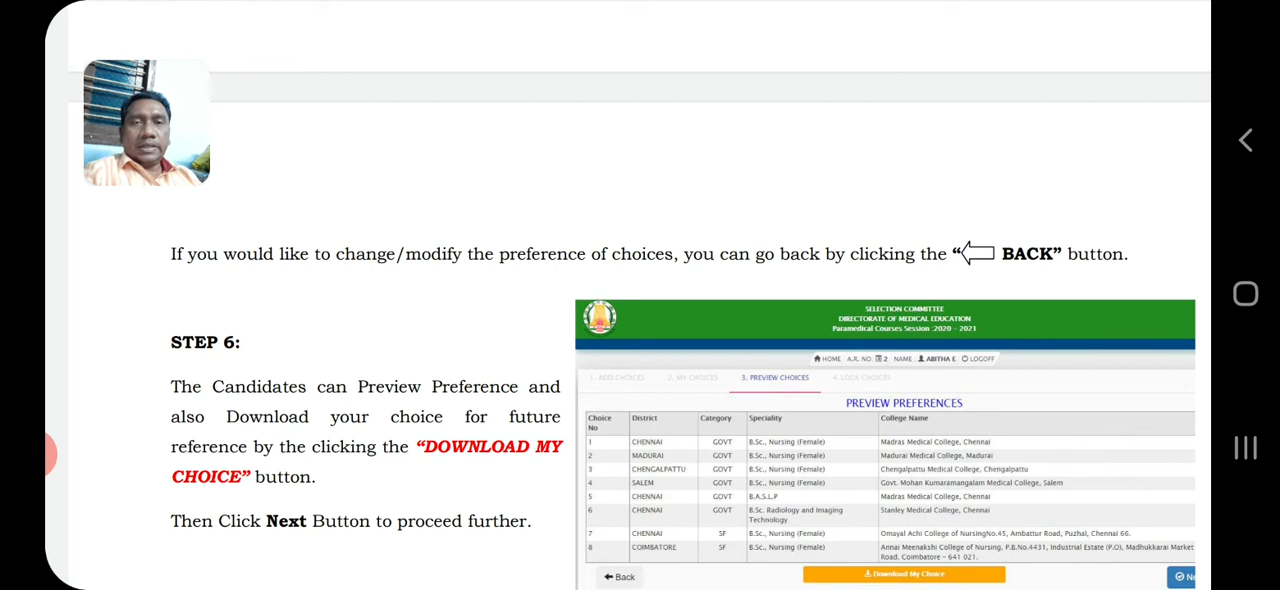 If you would like to change/modify the preference of choices, you can go back by clicking the “ BACK” button.
STEP 6:
The Candidates can Preview Preference and
also Download your choice for future
reference by the clicking the “DOWNLOAD MY
CHOICE” button.
Then Click Next Button to proceed further.
SELECTION COMMITTEE
DIRECTORATE OF MEDICAL EDUCATION
Paramedical Courses Session :2020 - 2021
HOME A.R. NO. 2 NAME ABITHA E LOGOFF
1. ADD CHOICES 2. MY CHOICES 3. PREVIEW CHOICES 4. LOCK CHOICES
PREVIEW PREFERENCES
Choice No District Category Speciality College Name
1 CHENNAI GOVT B.Sc., Nursing (Female) Madras Medical College, Chennai
2 MADURAI GOVT B.Sc., Nursing (Female) Madurai Medical College, Madurai
3 CHENGALPATTU GOVT B.Sc., Nursing (Female) Chengalpattu Medical College, Chengalpattu
4 SALEM GOVT B.Sc., Nursing (Female) Govt. Mohan Kumaramangalam Medical College, Salem
5 CHENNAI GOVT B.A.S.L.P Madras Medical College, Chennai
6 CHENNAI GOVT B.Sc. Radiology and Imaging Technology Stanley Medical College, Chennai
7 CHENNAI SF B.Sc., Nursing (Female) Omayal Achi College of NursingNo.45, Ambattur Road, Puzhal, Chennai 66.
8 COIMBATORE SF B.Sc., Nursing (Female) Annai Meenakshi College of Nursing, P.B.No.4431, Industrial Estate (P.O), Madhukkarai Market
Road, Coimbatore - 641 021.
Back Download My Choice